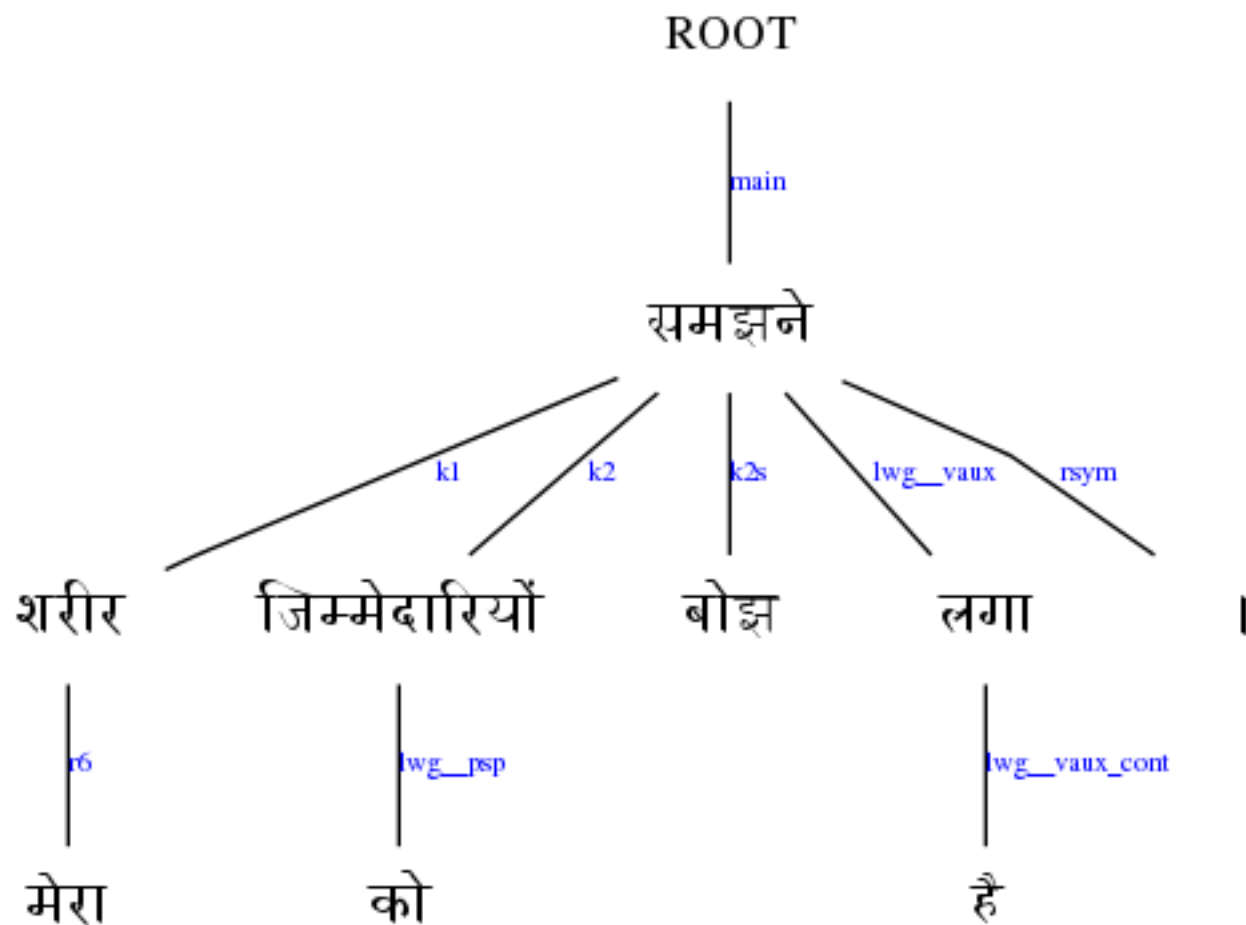 ROOT
main
समझने
k1 k2 k2s lwg__vaux rsym
शरीर जिम्मेदारियों बोझ लगा ।
r6 lwg__psp lwg__vaux_cont
मेरा को है